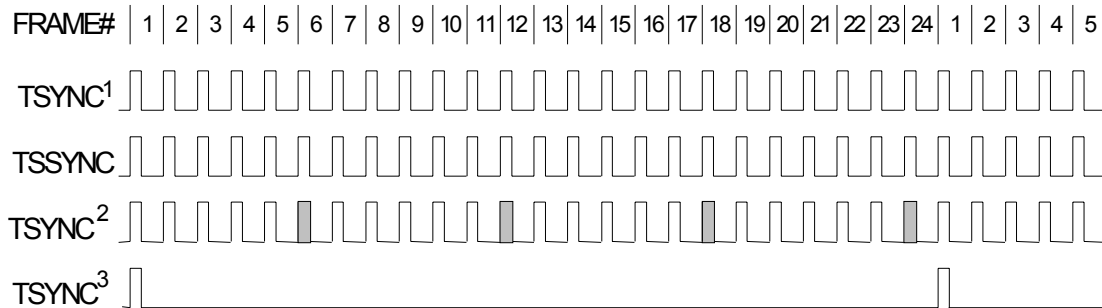 FRAME# 1 2 3 4 5 6 7 8 9 10 11 12 13 14 15 16 17 18 19 20 21 22 23 24 1 2 3 4 5
TSYNC¹
TSSYNC
TSYNC²
TSYNC³